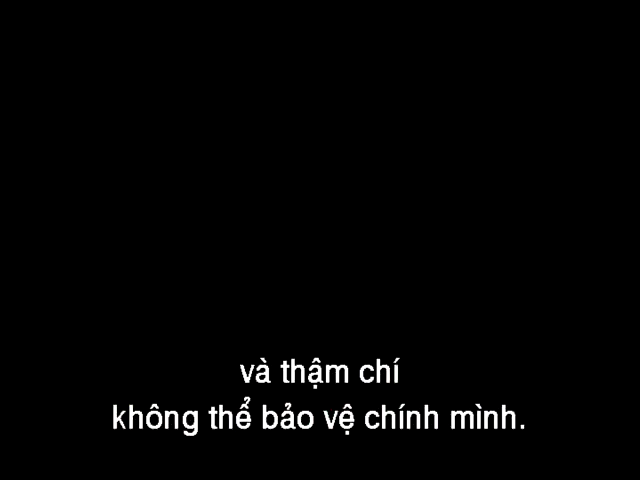 và thậm chí
không thể bảo vệ chính mình.